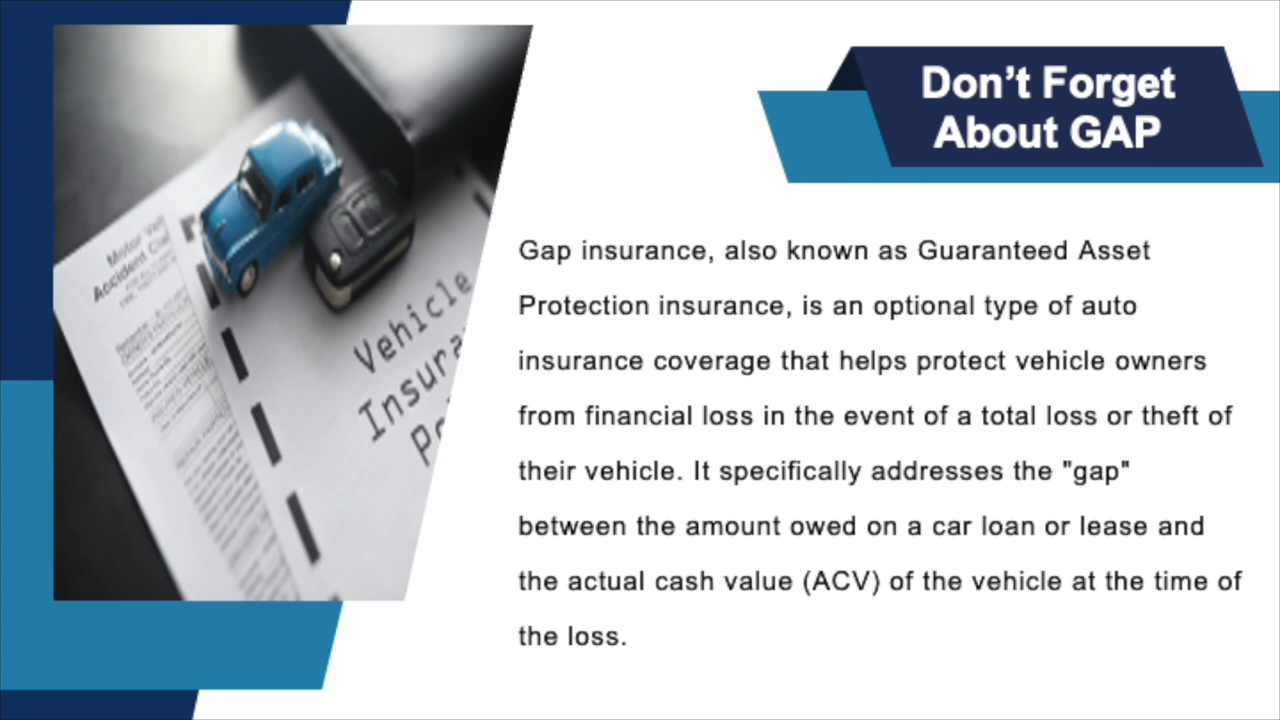 Don’t Forget
About GAP
Motor Veh
Accident Cla
Vehicle
Insura
Po
Gap insurance, also known as Guaranteed Asset
Protection insurance, is an optional type of auto
insurance coverage that helps protect vehicle owners
from financial loss in the event of a total loss or theft of
their vehicle. It specifically addresses the "gap"
between the amount owed on a car loan or lease and
the actual cash value (ACV) of the vehicle at the time of
the loss.